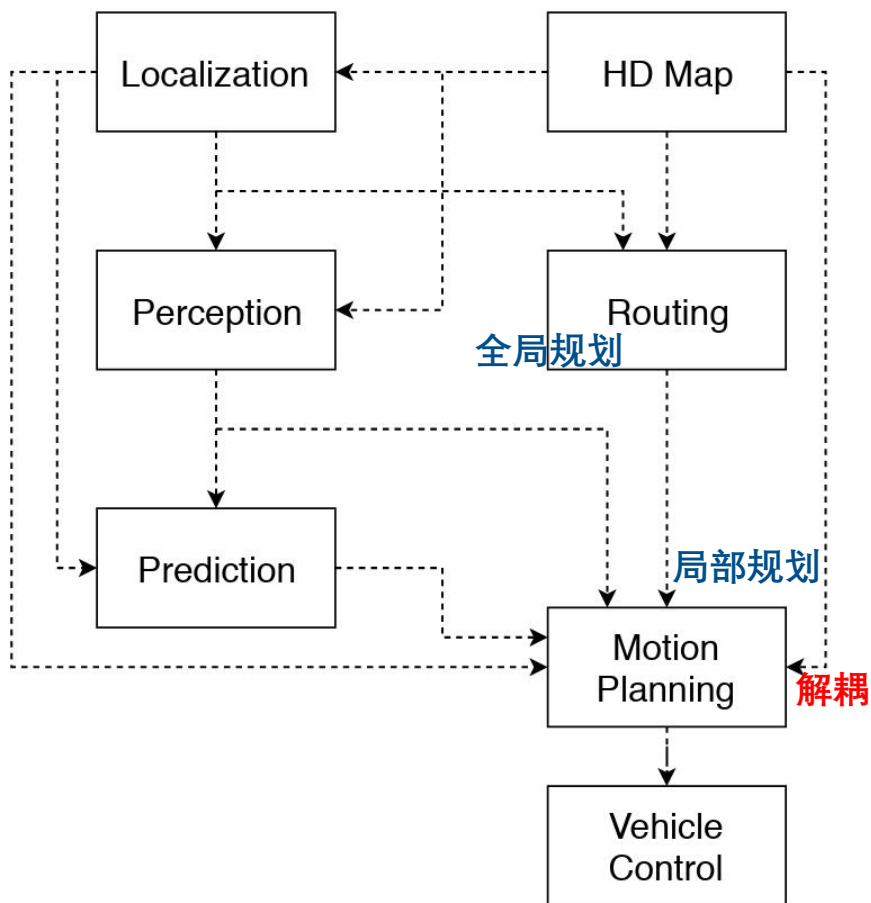 Localization
HD Map
Perception
Routing
全局规划
Prediction
局部规划
Motion
Planning
解耦
Vehicle
Control